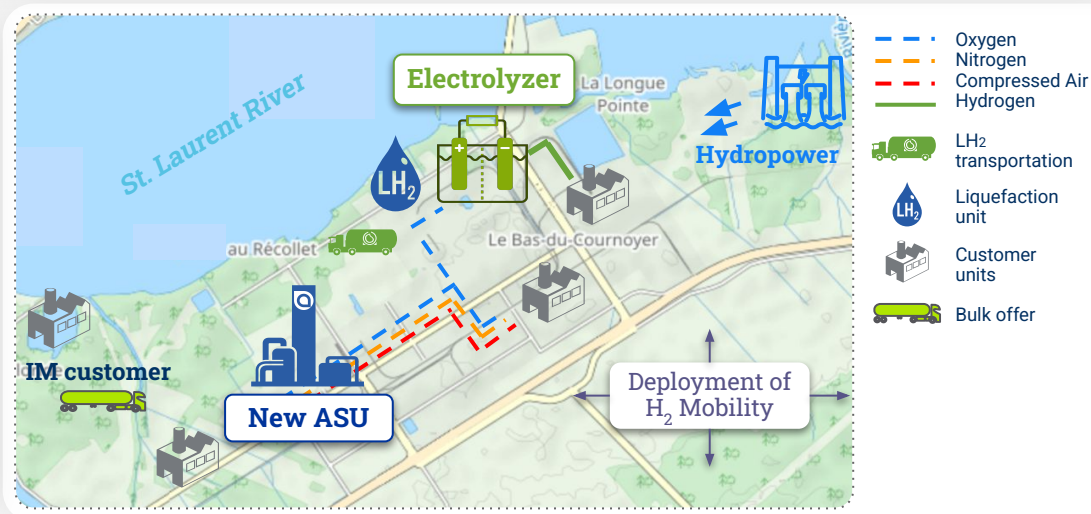 Electrolyzer
St. Laurent River
La Longue
Pointe
Hydropower
+
−
LH2
au Récollet
Le Bas-du-Cournoyer
IM customer
New ASU
Deployment of
H2 Mobility
Oxygen
Nitrogen
Compressed Air
Hydrogen
LH2
transportation
LH2
Liquefaction
unit
Customer
units
Bulk offer